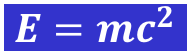 E = mc²